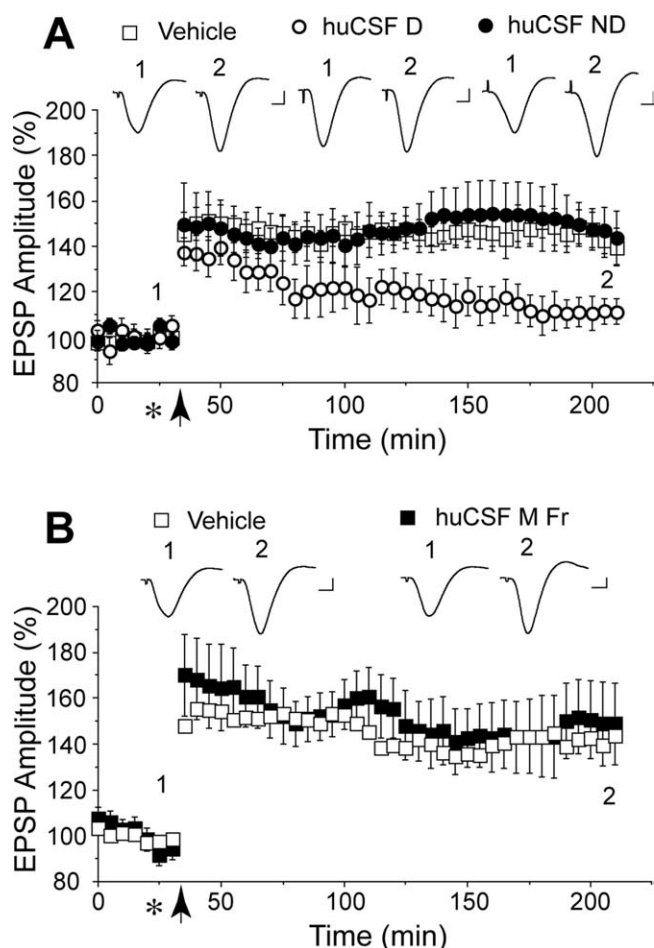 A
Vehicle huCSF D huCSF ND
1 2 1 2 1 2
200
180
160
140
120
100
80
EPSP Amplitude (%)
1
2
0 50 100 150 200
*
Time (min)
B
Vehicle huCSF M Fr
1 2 1 2
200
180
160
140
120
100
80
EPSP Amplitude (%)
1
2
0 50 100 150 200
*
Time (min)